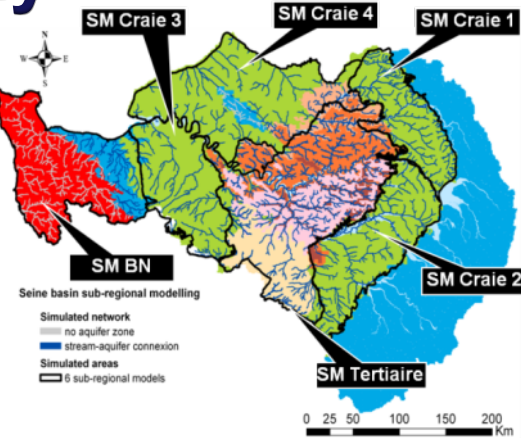 y
SM Craie 3
SM Craie 4
SM Craie 1
N
W
E
S
SM BN
SM Craie 2
Seine basin sub-regional modelling
Simulated network
no aquifer zone
stream-aquifer connexion
Simulated areas
6 sub-regional models
SM Tertiaire
0 25 50 100 150 200
Km